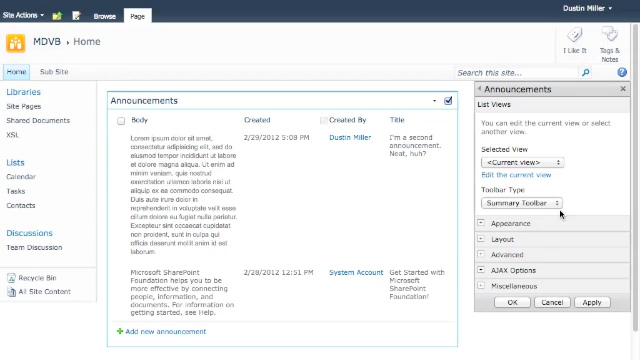 Dustin Miller
Site Actions
Browse
Page
MDVB
Home
I Like It
Tags &
Notes
Home
Sub Site
Search this site...
Libraries
Site Pages
Shared Documents
XSL
Lists
Calendar
Tasks
Contacts
Discussions
Team Discussion
Recycle Bin
All Site Content
Announcements
Body
Created
Created By
Title
Lorem ipsum dolor sit amet,
consectetur adipisicing elit, and do
eiusmod tempor incididunt ut labore
et dolore magna aliqua. Ut enim ad
minim veniam, quis nostrud
exercitation ullamco laboris nisi ut
aliquip ex ea commodo consequat.
Duis aute irure dolor in
reprehenderit in voluptate velit esse
cillum dolore eu fugiat nulla pariatur.
Excepteur sint occaecat cupidatat
non proident, sunt in culpa qui
officia deserunt mollit anim id est
laborum.
2/29/2012 5:08 PM
Dustin Miller
I'm a second
announcement.
Neat, huh?
Microsoft SharePoint
Foundation helps you to be
more effective by connecting
people, information, and
documents. For information on
getting started, see Help.
2/28/2012 12:51 PM
System Account
Get Started with
Microsoft SharePoint
Foundation!
Add new announcement
Announcements
List Views
You can edit the current view or select
another view.
Selected View
<Current view>
Edit the current view
Toolbar Type
Summary Toolbar
Appearance
Layout
Advanced
AJAX Options
Miscellaneous
OK
Cancel
Apply